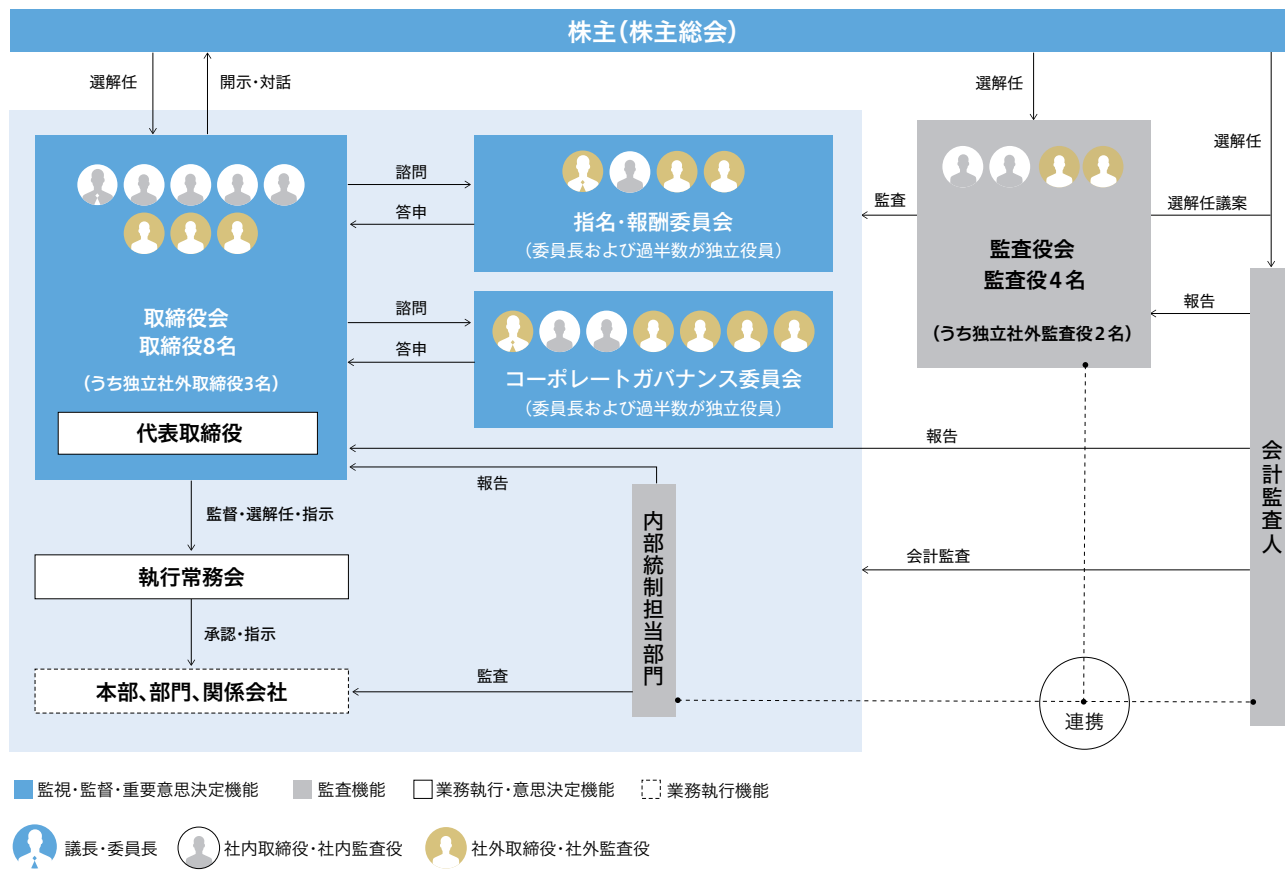 株主(株主総会)
選解任
開示・対話
選解任
選解任
諮問
答申
指名・報酬委員会
(委員長および過半数が独立役員)
監査
選解任議案
監査役会
監査役4名
(うち独立社外監査役2名)
報告
取締役会
取締役8名
(うち独立社外取締役3名)
代表取締役
諮問
答申
コーポレートガバナンス委員会
(委員長および過半数が独立役員)
報告
報告
会計監査人
内部統制担当部門
監督・選解任・指示
執行常務会
会計監査
承認・指示
本部、部門、関係会社
監査
連携
監視・監督・重要意思決定機能
監査機能
業務執行・意思決定機能
業務執行機能
議長・委員長
社内取締役・社内監査役
社外取締役・社外監査役